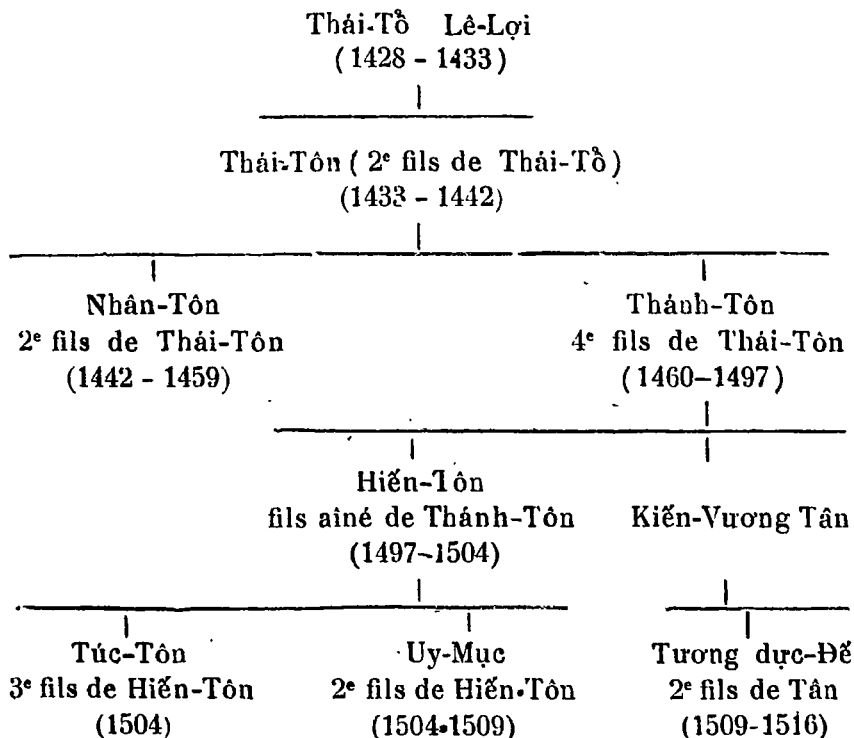 Thái-Tổ Lê-Lợi
(1428 - 1433)
Thái-Tôn (2e fils de Thái-Tổ)
(1433 - 1442)
Nhân-Tôn
2e fils de Thái-Tôn
(1442 - 1459)
Thánh-Tôn
4e fils de Thái-Tôn
(1460-1497)
Hiến-Tôn
fils aîné de Thánh-Tôn
(1497-1504)
Kiến-Vương Tân
Túc-Tôn
3e fils de Hiến-Tôn
(1504)
Uy-Mục
2e fils de Hiến-Tôn
(1504-1509)
Tương dực-Đế
2e fils de Tân
(1509-1516)